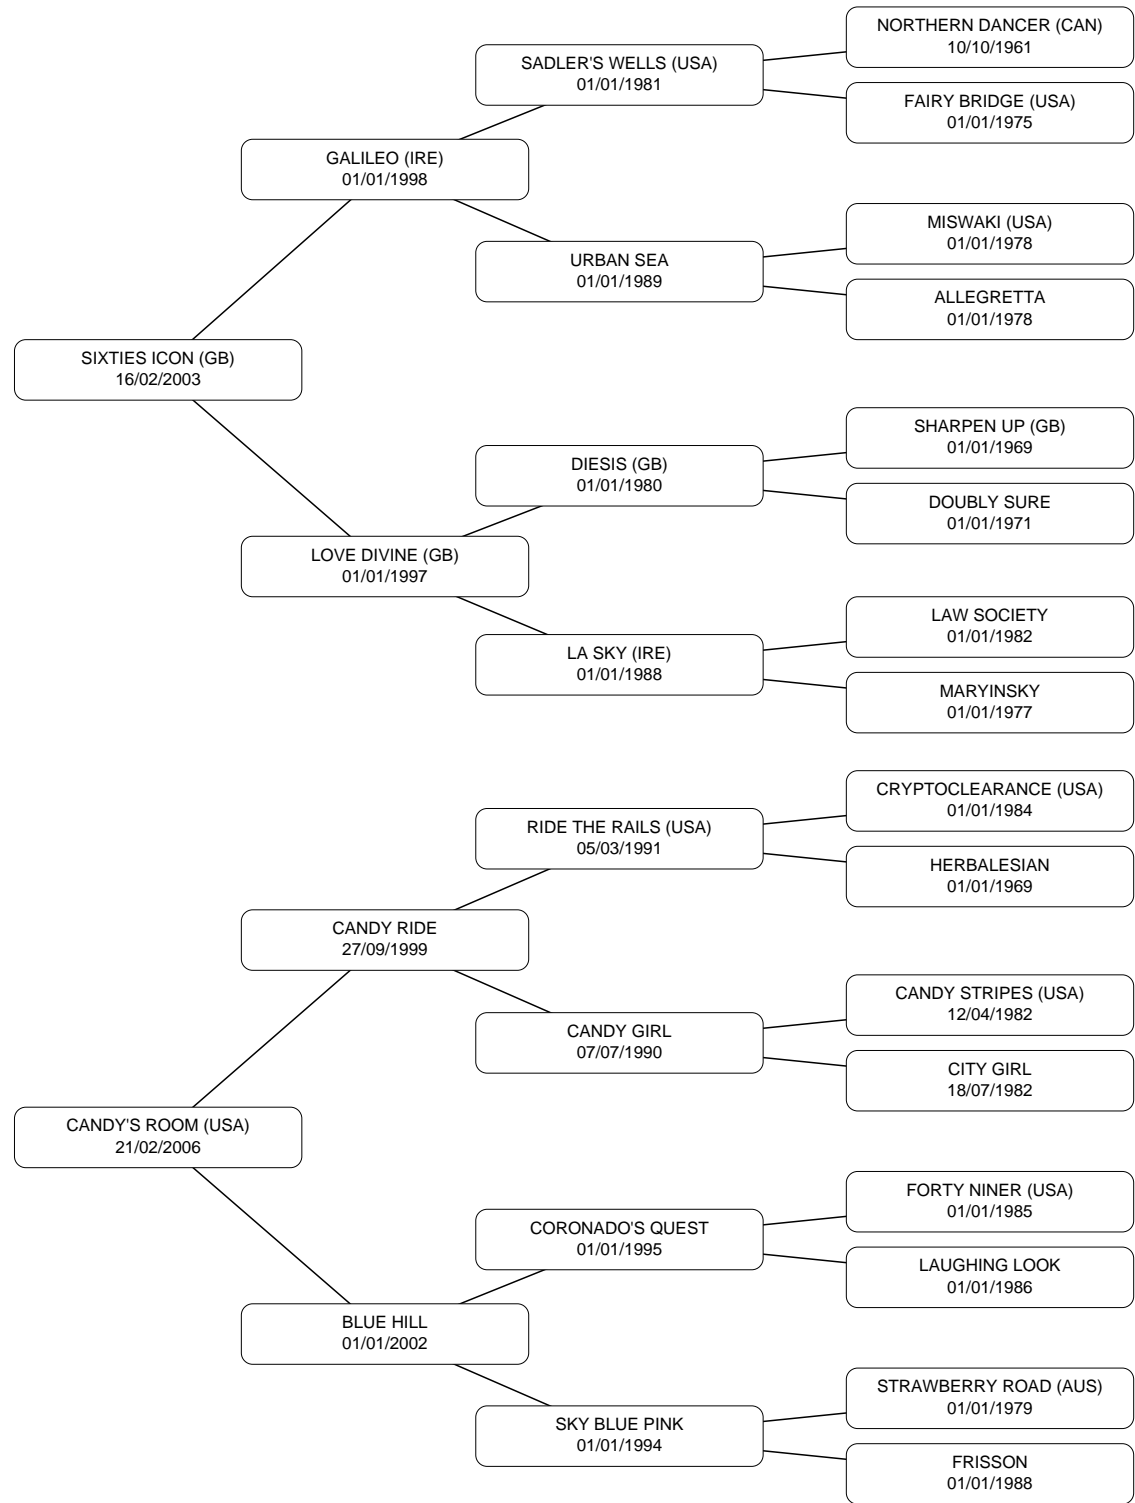 NORTHERN DANCER (CAN)
10/10/1961
SADLER'S WELLS (USA)
01/01/1981
FAIRY BRIDGE (USA)
01/01/1975
GALILEO (IRE)
01/01/1998
MISWAKI (USA)
01/01/1978
URBAN SEA
01/01/1989
ALLEGRETTA
01/01/1978
SIXTIES ICON (GB)
16/02/2003
SHARPEN UP (GB)
01/01/1969
DIESIS (GB)
01/01/1980
DOUBLY SURE
01/01/1971
LOVE DIVINE (GB)
01/01/1997
LAW SOCIETY
01/01/1982
LA SKY (IRE)
01/01/1988
MARYINSKY
01/01/1977
CRYPTOCLEARANCE (USA)
01/01/1984
RIDE THE RAILS (USA)
05/03/1991
HERBALESIAN
01/01/1969
CANDY RIDE
27/09/1999
CANDY STRIPES (USA)
12/04/1982
CANDY GIRL
07/07/1990
CITY GIRL
18/07/1982
CANDY'S ROOM (USA)
21/02/2006
FORTY NINER (USA)
01/01/1985
CORONADO'S QUEST
01/01/1995
LAUGHING LOOK
01/01/1986
BLUE HILL
01/01/2002
STRAWBERRY ROAD (AUS)
01/01/1979
SKY BLUE PINK
01/01/1994
FRISSON
01/01/1988